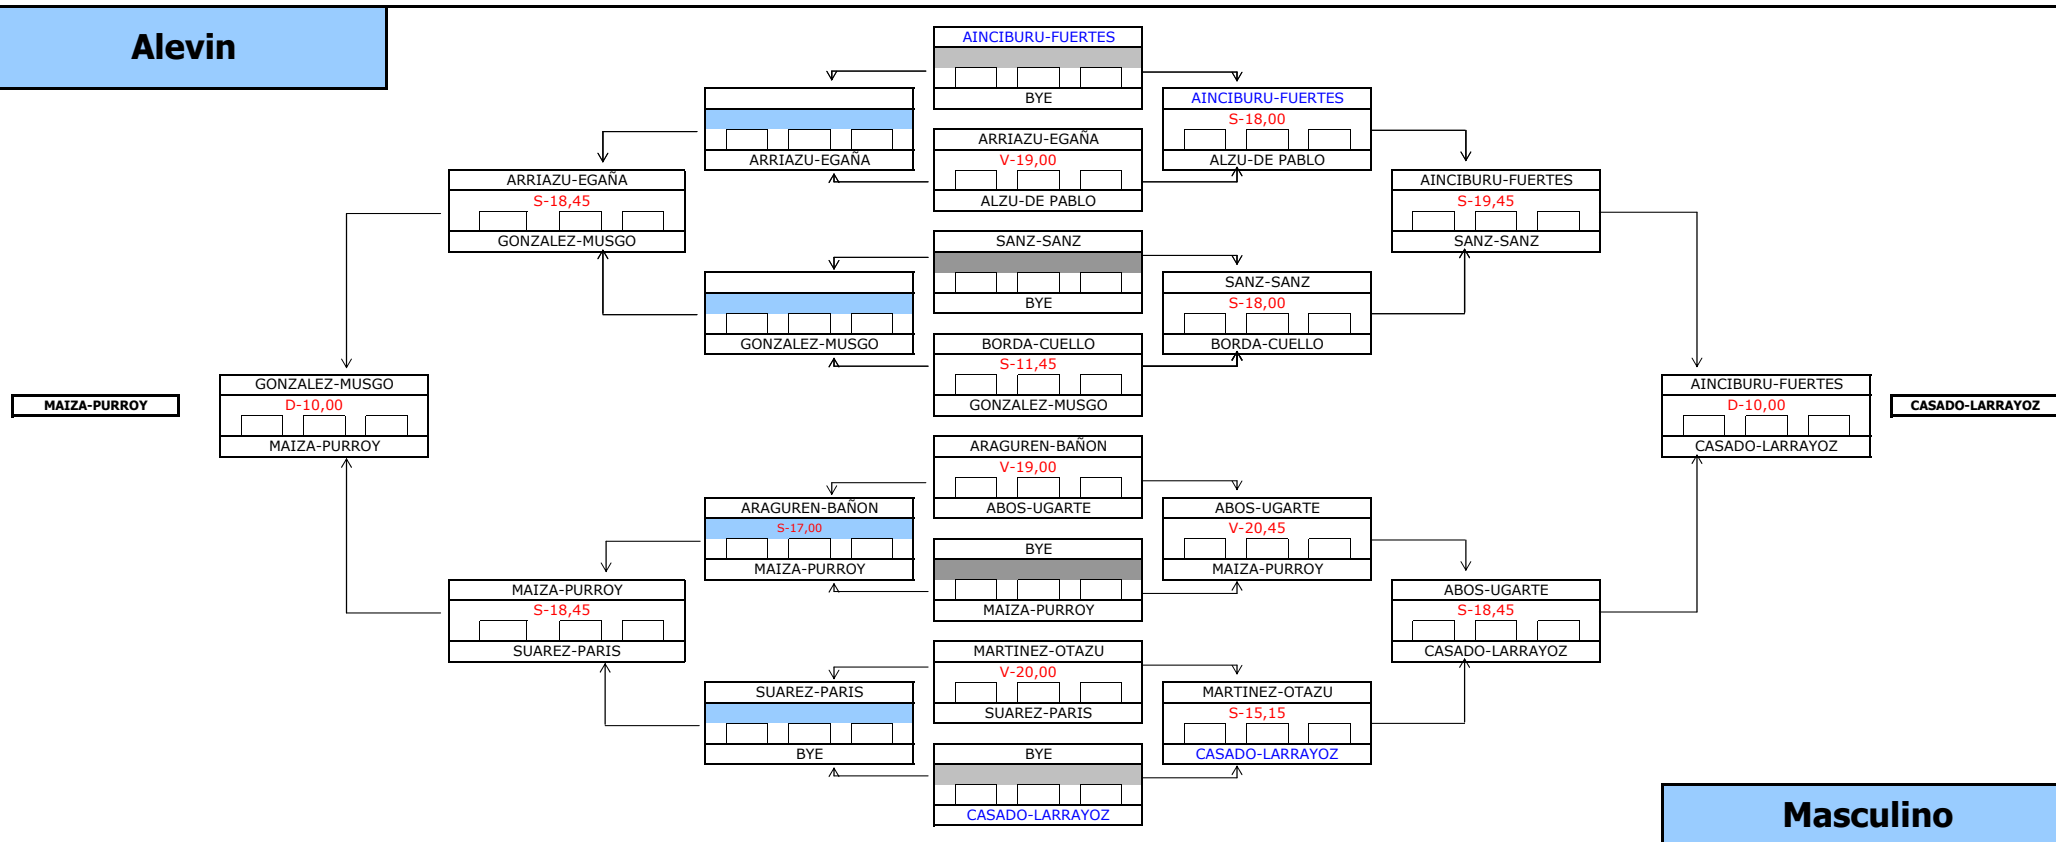 Alevin
AINCIBURU-FUERTES
BYE
ARRIAZU-EGAÑA
V-19,00
ALZU-DE PABLO
SANZ-SANZ
BYE
BORDA-CUELLO
S-11,45
GONZALEZ-MUSGO
ARAGUREN-BAÑON
V-19,00
ABOS-UGARTE
BYE
MAIZA-PURROY
MARTINEZ-OTAZU
V-20,00
SUAREZ-PARIS
BYE
CASADO-LARRAYOZ
ARRIAZU-EGAÑA
GONZALEZ-MUSGO
ARAGUREN-BAÑON
S-17,00
MAIZA-PURROY
SUAREZ-PARIS
BYE
ARRIAZU-EGAÑA
S-18,45
GONZALEZ-MUSGO
MAIZA-PURROY
S-18,45
SUAREZ-PARIS
GONZALEZ-MUSGO
D-10,00
MAIZA-PURROY
MAIZA-PURROY
AINCIBURU-FUERTES
S-18,00
ALZU-DE PABLO
SANZ-SANZ
S-18,00
BORDA-CUELLO
ABOS-UGARTE
V-20,45
MAIZA-PURROY
MARTINEZ-OTAZU
S-15,15
CASADO-LARRAYOZ
AINCIBURU-FUERTES
S-19,45
SANZ-SANZ
ABOS-UGARTE
S-18,45
CASADO-LARRAYOZ
AINCIBURU-FUERTES
D-10,00
CASADO-LARRAYOZ
CASADO-LARRAYOZ
Masculino